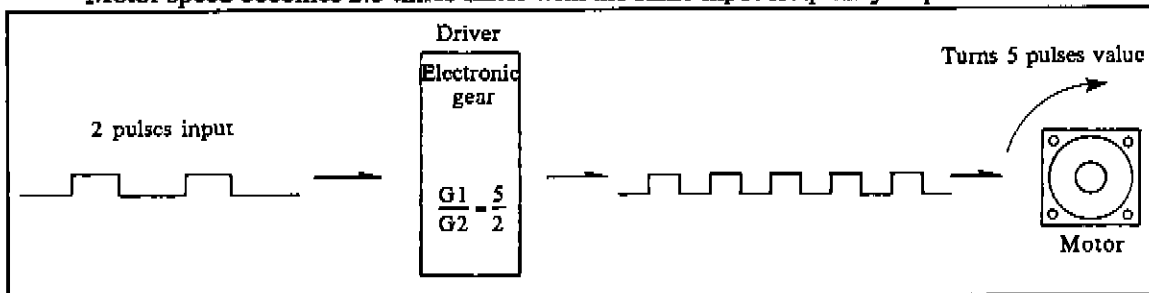 Driver
Turns 5 pulses value
Electronic
gear
2 pulses input
G1/G2 = 5/2
Motor